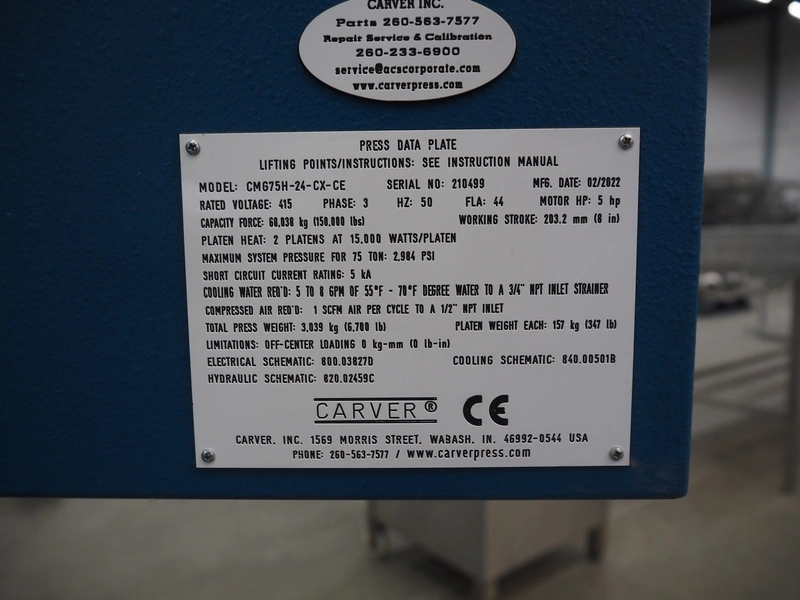 CARVER INC.
Parts 260-563-7577
Repair Service & Calibration
260-233-6900
service@acscorporate.com
www.carverpress.com
PRESS DATA PLATE
LIFTING POINTS/INSTRUCTIONS: SEE INSTRUCTION MANUAL
MODEL: CMG75H-24-CX-CE SERIAL NO: 210499 MFG. DATE: 02/2022
RATED VOLTAGE: 415 PHASE: 3 HZ: 50 FLA: 44 MOTOR HP: 5 hp
CAPACITY FORCE: 68,038 kg (150,000 lbs) WORKING STROKE: 203.2 mm (8 in)
PLATEN HEAT: 2 PLATENS AT 15,000 WATTS/PLATEN
MAXIMUM SYSTEM PRESSURE FOR 75 TON: 2,984 PSI
SHORT CIRCUIT CURRENT RATING: 5 kA
COOLING WATER REQ'D: 5 TO 8 GPM OF 55°F - 70°F DEGREE WATER TO A 3/4" NPT INLET STRAINER
COMPRESSED AIR REQ'D: 1 SCFM AIR PER CYCLE TO A 1/2" NPT INLET
TOTAL PRESS WEIGHT: 3,039 kg (6,700 lb) PLATEN WEIGHT EACH: 157 kg (347 lb)
LIMITATIONS: OFF-CENTER LOADING 0 kg-mm (0 lb-in)
ELECTRICAL SCHEMATIC: 800.03827D COOLING SCHEMATIC: 840.00501B
HYDRAULIC SCHEMATIC: 820.02459C
CARVER® CE
CARVER, INC. 1569 MORRIS STREET, WABASH, IN. 46992-0544 USA
PHONE: 260-563-7577 / www.carverpress.com